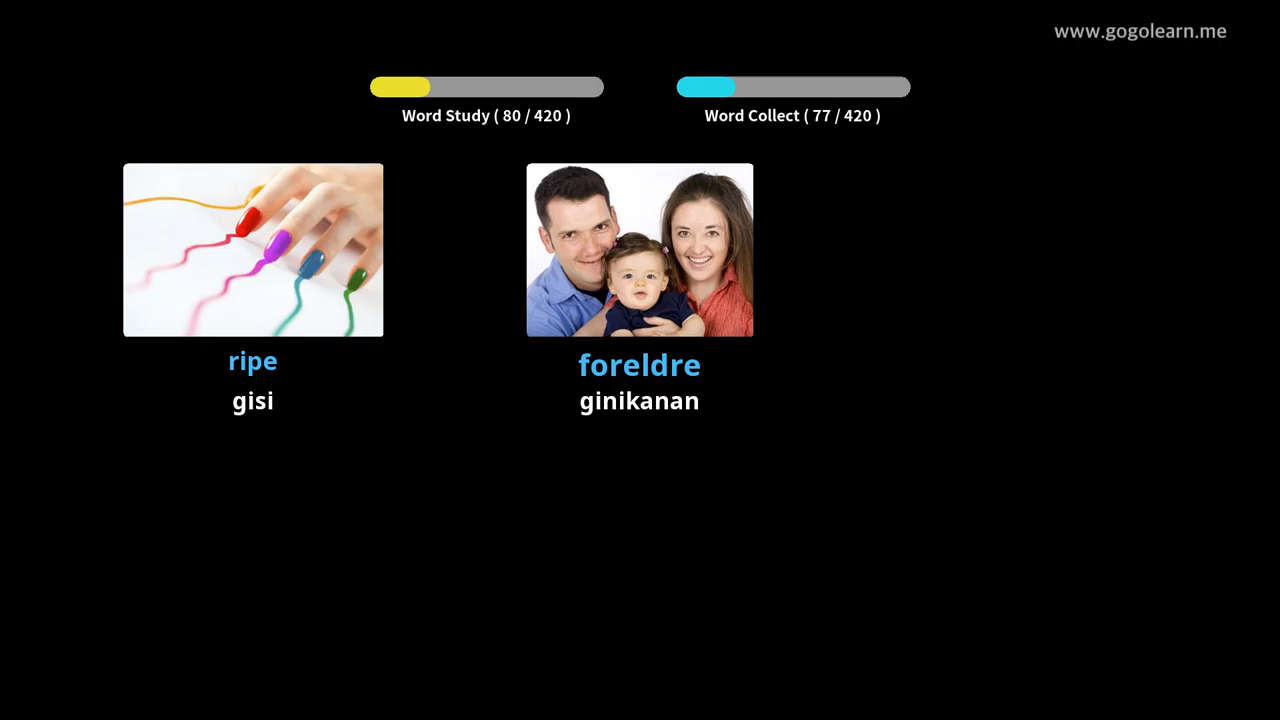 www.gogolearn.me
Word Study ( 80 / 420 )
Word Collect ( 77 / 420 )
ripe
gisi
foreldre
ginikanan